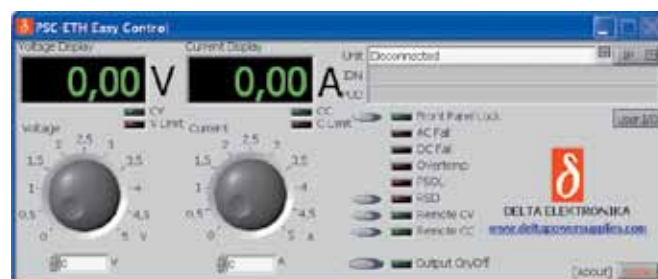 PSC-ETH Easy Control
Voltage Display
Current Display
0,00 V
0,00 A
Unit Disconnected
IP
IDN
PUD
CV
V Limit
CC
C Limit
Voltage
Current
0 0.5 1 1.5 2 2.5 3 3.5 4 4.5 5 V
0 0.5 1 1.5 2 2.5 3 3.5 4 4.5 5 A
V
A
Front Panel Lock
User I/O
AC Fail
DC Fail
Overtemp
PSOL
RSD
Remote CV
Remote CC
Output On/Off
δ
DELTA ELEKTRONIKA
www.deltapowersupplies.com
[About]